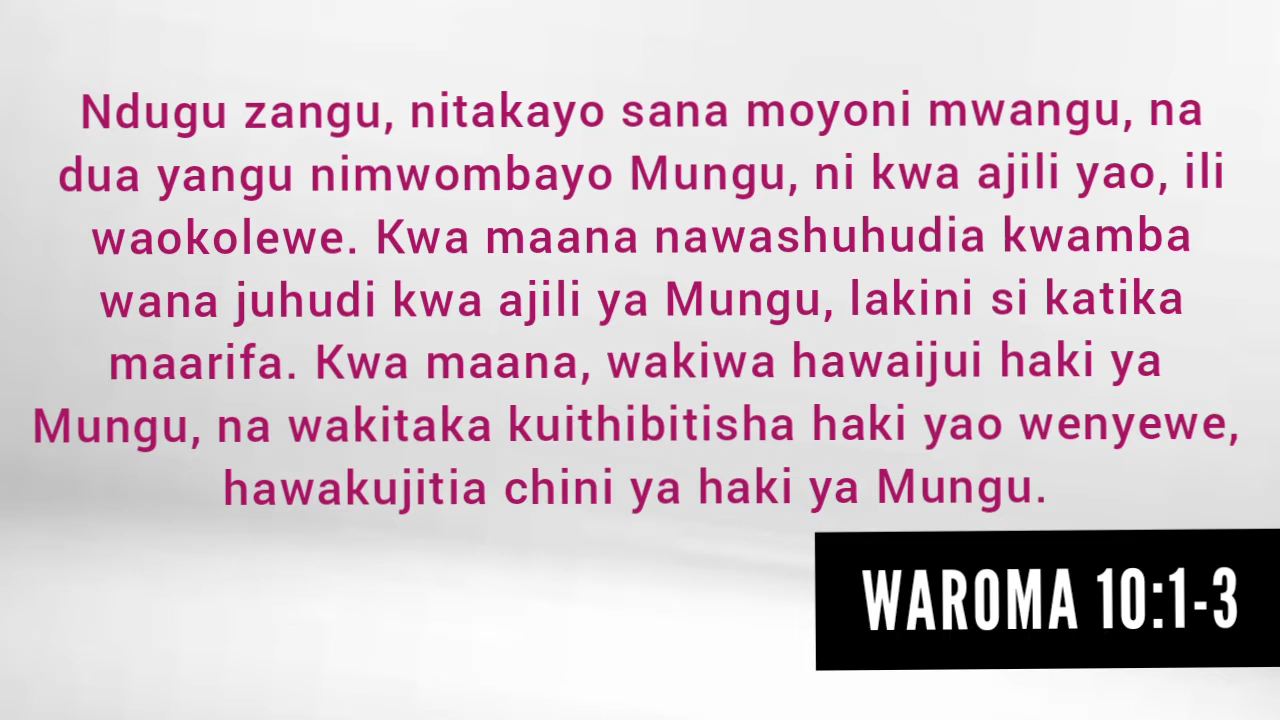 Ndugu zangu, nitakayo sana moyoni mwangu, na
dua yangu nimwombayo Mungu, ni kwa ajili yao, ili
waokolewe. Kwa maana nawashuhudia kwamba
wana juhudi kwa ajili ya Mungu, lakini si katika
maarifa. Kwa maana, wakiwa hawaijui haki ya
Mungu, na wakitaka kuithibitisha haki yao wenyewe,
hawakujitia chini ya haki ya Mungu.
WAROMA 10:1-3